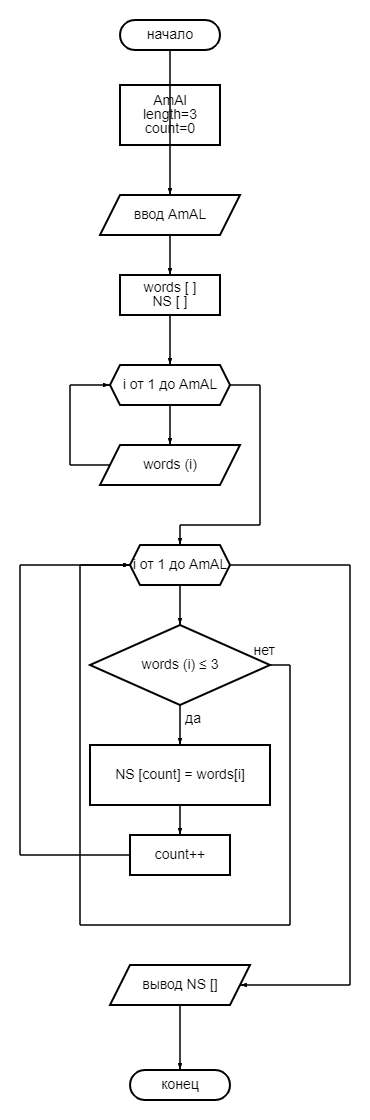 начало
AmAl
length=3
count=0
ввод AmAL
words [ ]
NS [ ]
i от 1 до AmAL
words (i)
i от 1 до AmAL
words (i) ≤ 3
нет
да
NS [count] = words[i]
count++
вывод NS []
конец